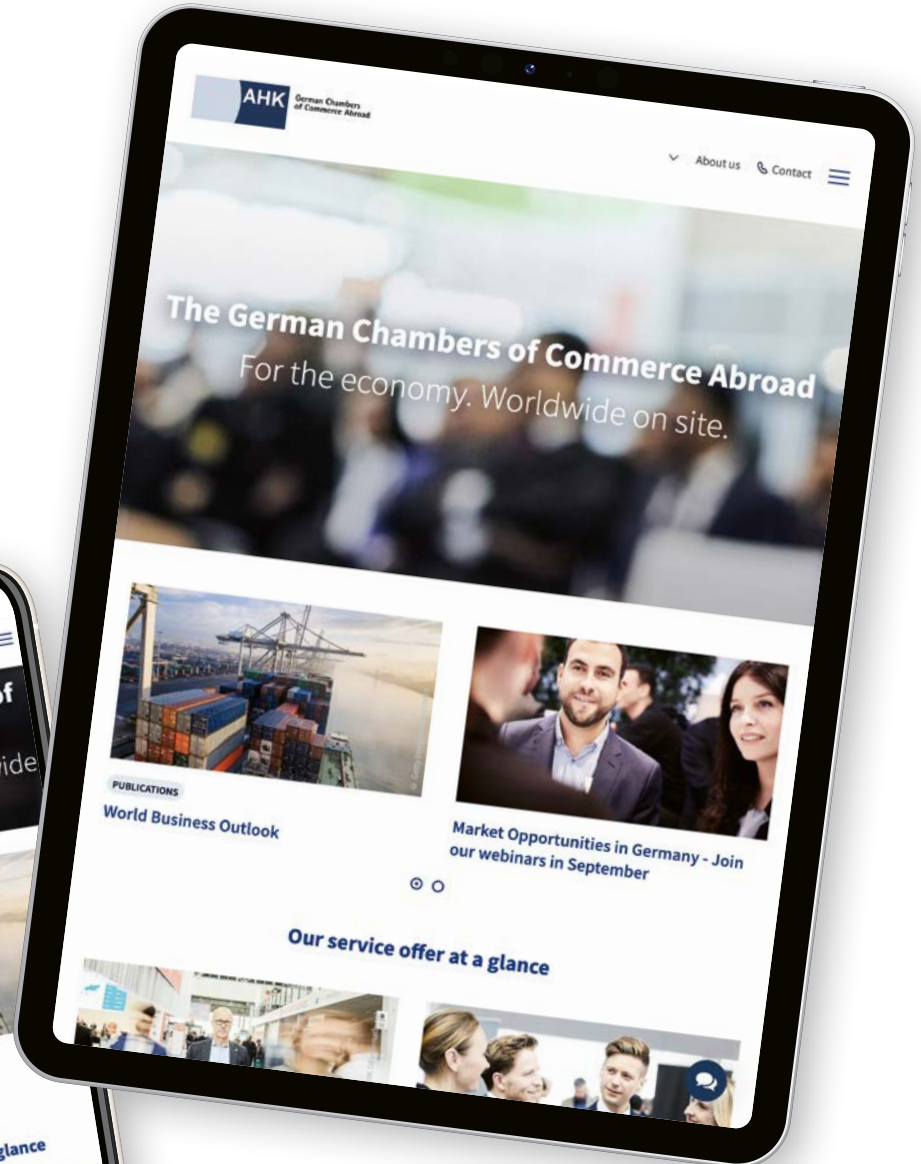 AHK
German Chambers
of Commerce Abroad
About us
Contact
The German Chambers of Commerce Abroad
For the economy. Worldwide on site.
PUBLICATIONS
World Business Outlook
Market Opportunities in Germany - Join
our webinars in September
Our service offer at a glance
of
ide
glance